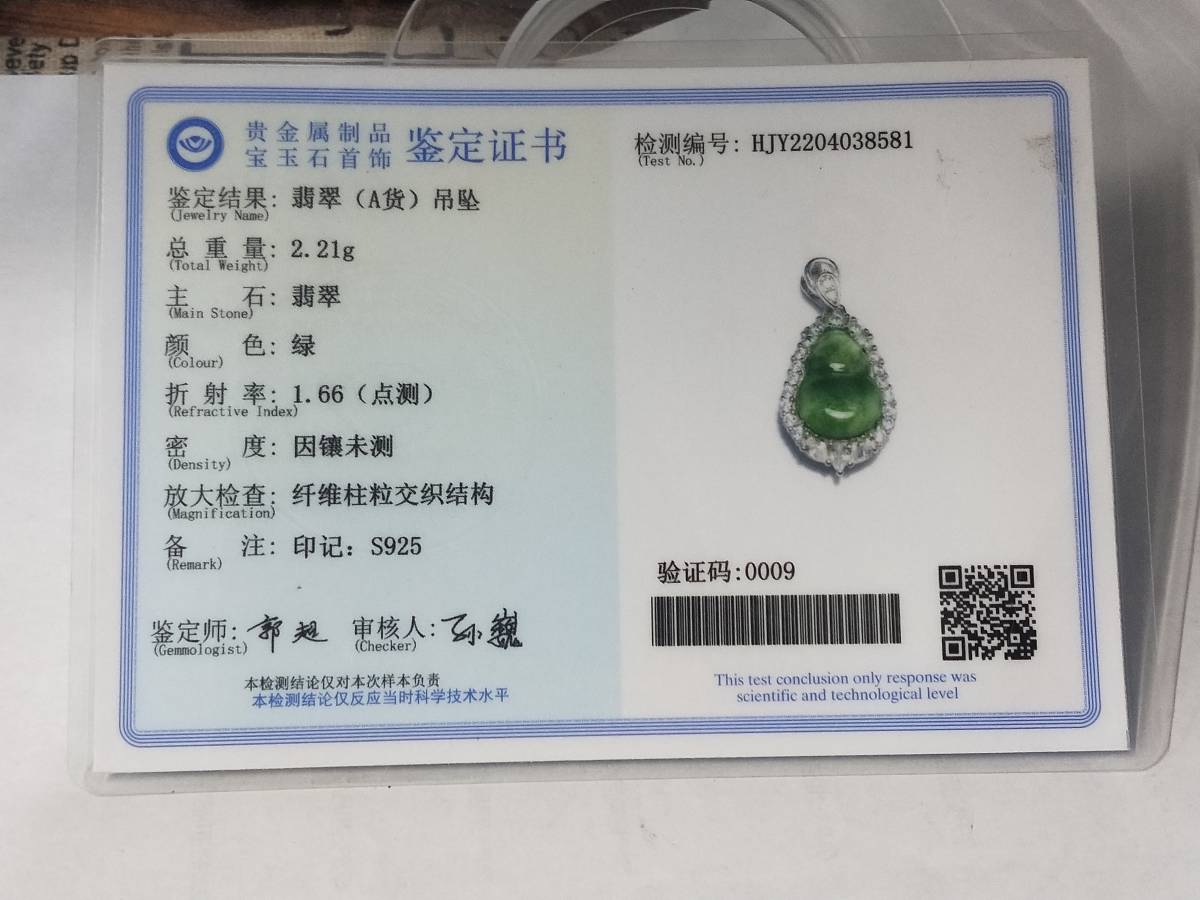 eve
ety
up D
贵金属制品
宝玉石首饰
鉴定证书
鉴定结果: 翡翠（A货）吊坠
(Jewelry Name)
总重量: 2.21g
(Total Weight)
主石: 翡翠
(Main Stone)
颜色: 绿
(Colour)
折射率: 1.66（点测）
(Refractive Index)
密度: 因镶未测
(Density)
放大检查: 纤维柱粒交织结构
(Magnification)
备注: 印记: S925
(Remark)
鉴定师: 郭超 审核人: 孙巍
(Gemmologist) (Checker)
本检测结论仅对本次样本负责
本检测结论仅反应当时科学技术水平
检测编号: HJY2204038581
(Test No.)
验证码:0009
This test conclusion only response was
scientific and technological level